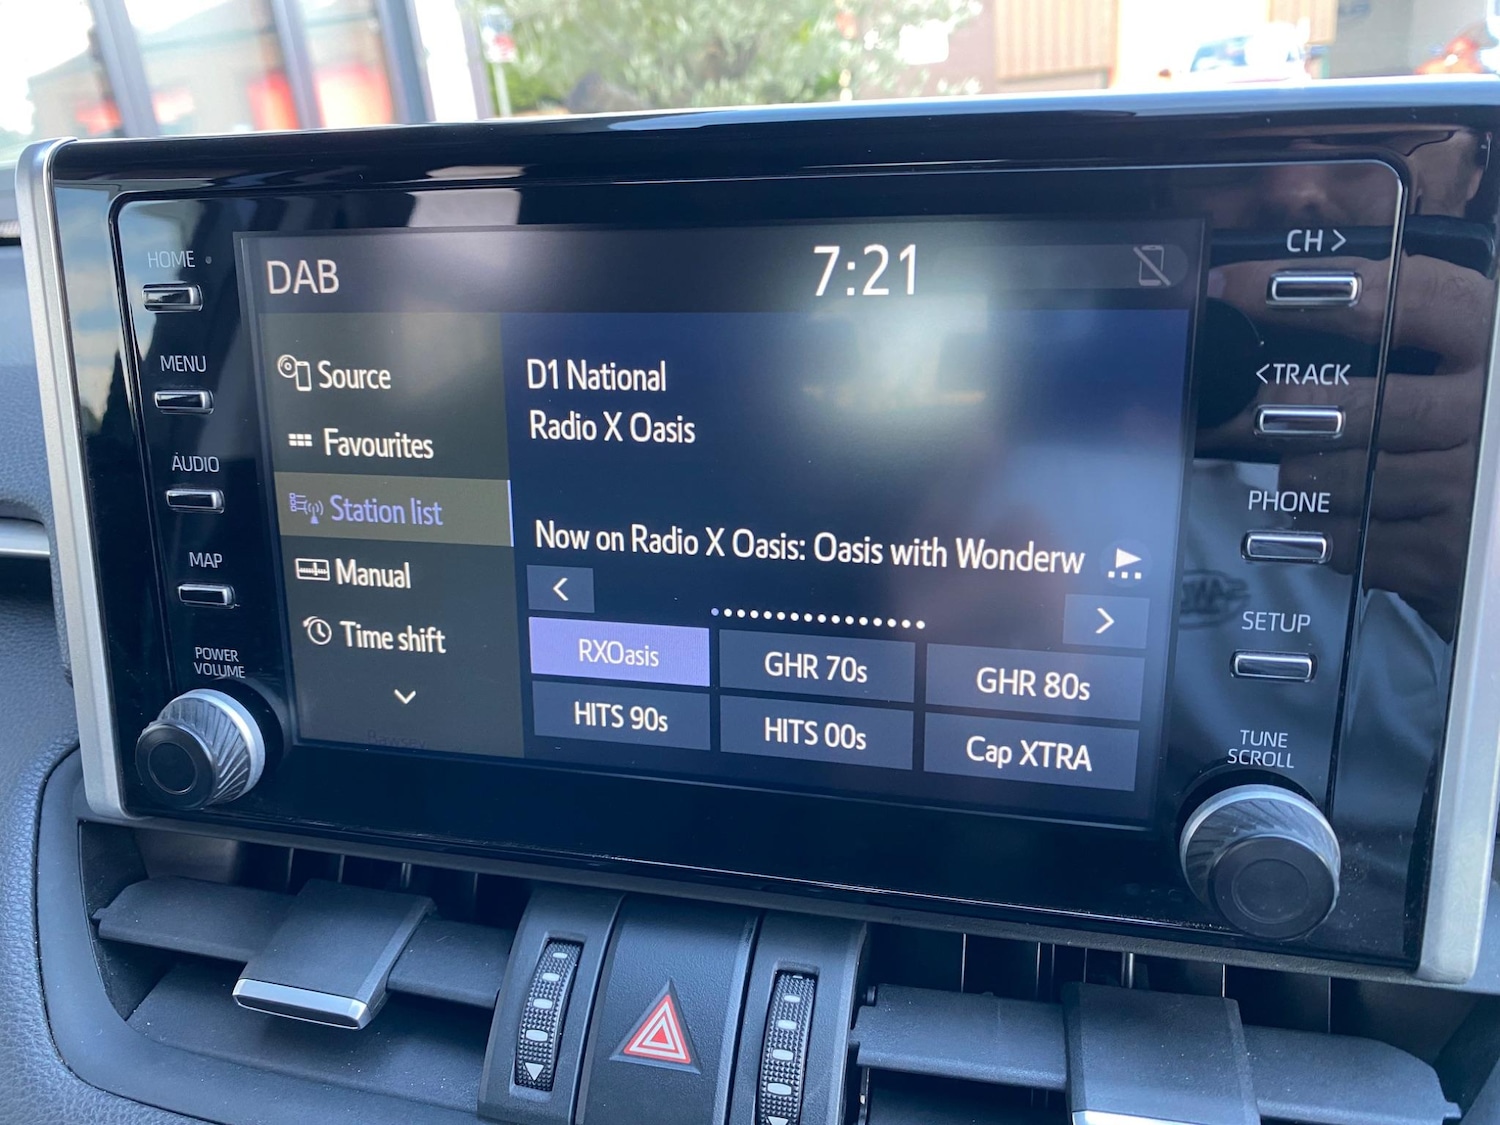 HOME
MENU
AUDIO
MAP
POWER
VOLUME
DAB
7:21
Source
Favourites
Station list
Manual
Time shift
D1 National
Radio X Oasis
Now on Radio X Oasis: Oasis with Wonderw
<
>
RXOasis
GHR 70s
GHR 80s
HITS 90s
HITS 00s
Cap XTRA
CH >
< TRACK
PHONE
SETUP
TUNE
SCROLL